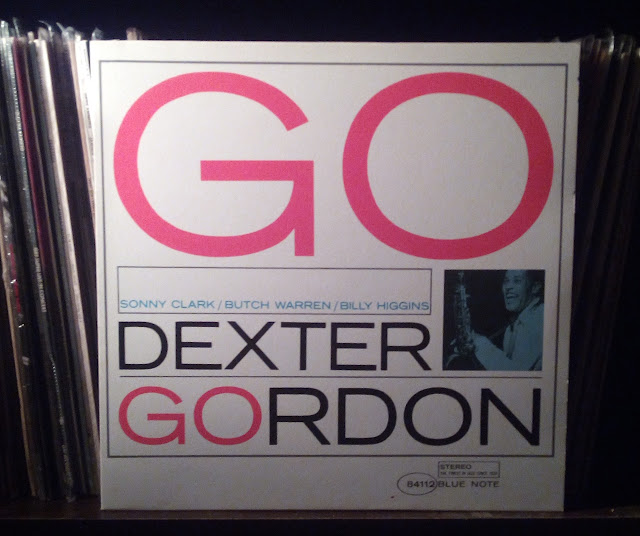 GO
SONNY CLARK/BUTCH WARREN/BILLY HIGGINS
DEXTER
GORDON
STEREO
84112 BLUE NOTE